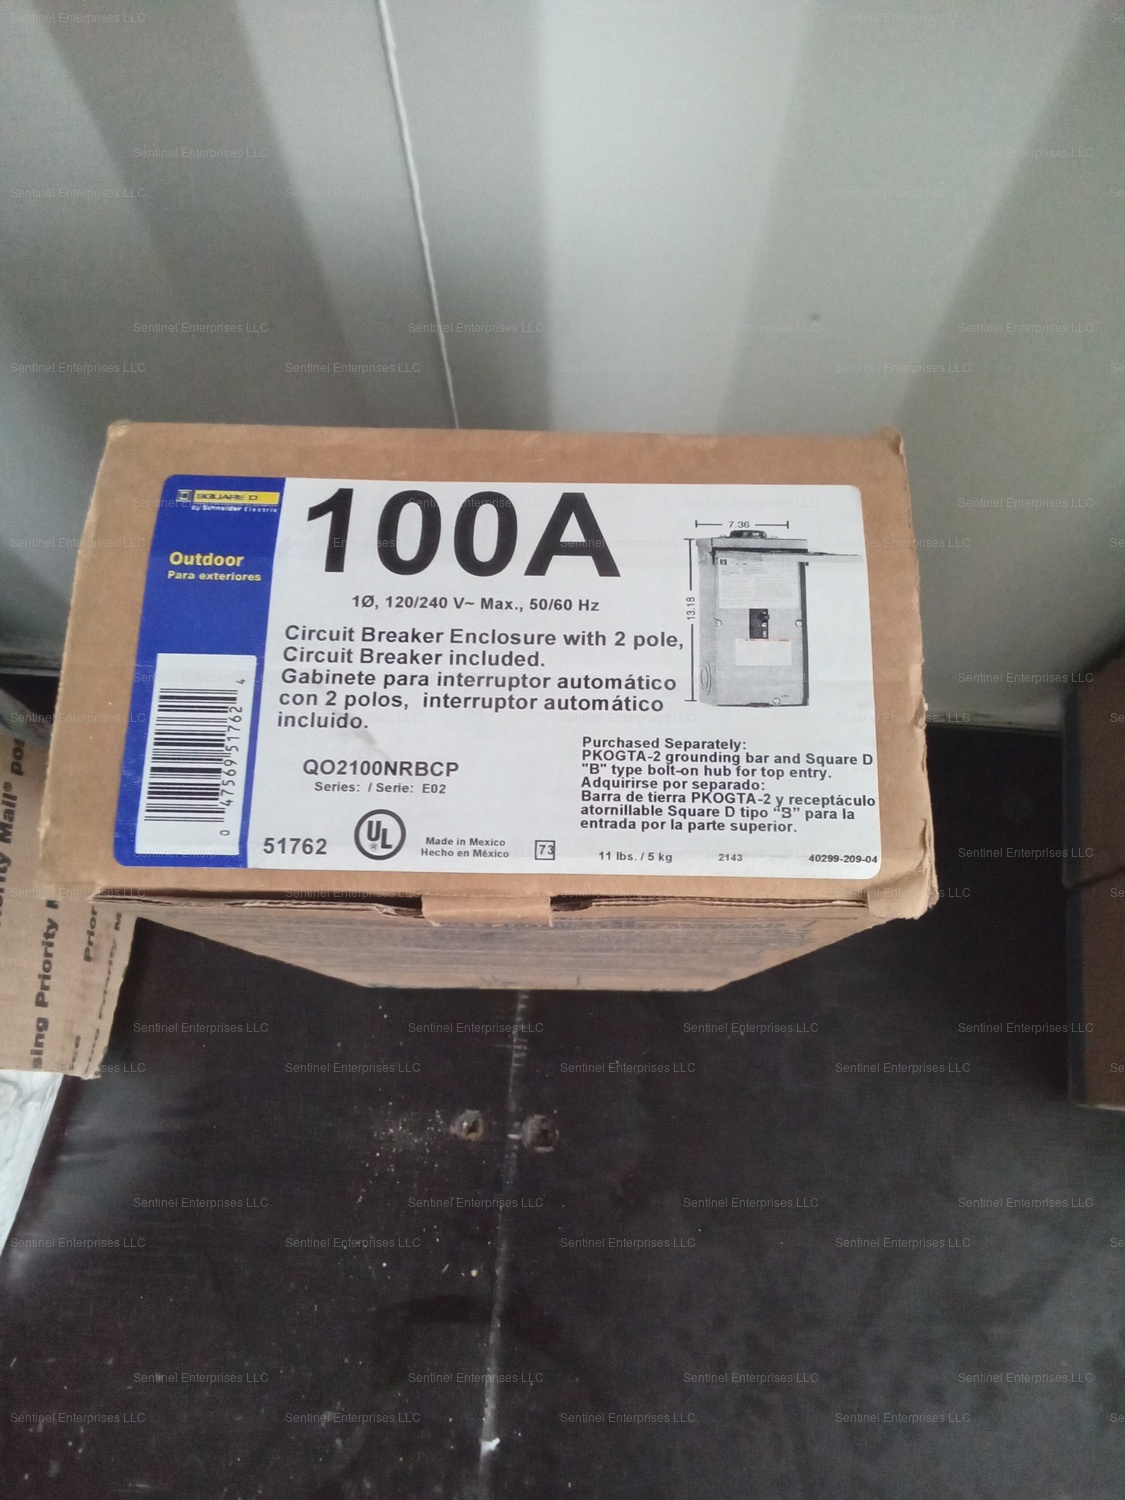 SQUARE D
by Schneider Electric
Outdoor
Para exteriores
100A
1Ø, 120/240 V~ Max., 50/60 Hz
Circuit Breaker Enclosure with 2 pole,
Circuit Breaker included.
Gabinete para interruptor automático
con 2 polos, interruptor automático
incluido.
QO2100NRBCP
Series: / Serie: E02
7.36
13.18
Purchased Separately:
PKOGTA-2 grounding bar and Square D
"B" type bolt-on hub for top entry.
Adquirirse por separado:
Barra de tierra PKOGTA-2 y receptáculo
atornillable Square D tipo "B" para la
entrada por la parte superior.
0 47569 51762 4
51762
UL
Made in Mexico
Hecho en México
73
11 lbs. / 5 kg
2143
40299-209-04
Mail®
sing Priority
Prior
Sentinel Enterprises LLC